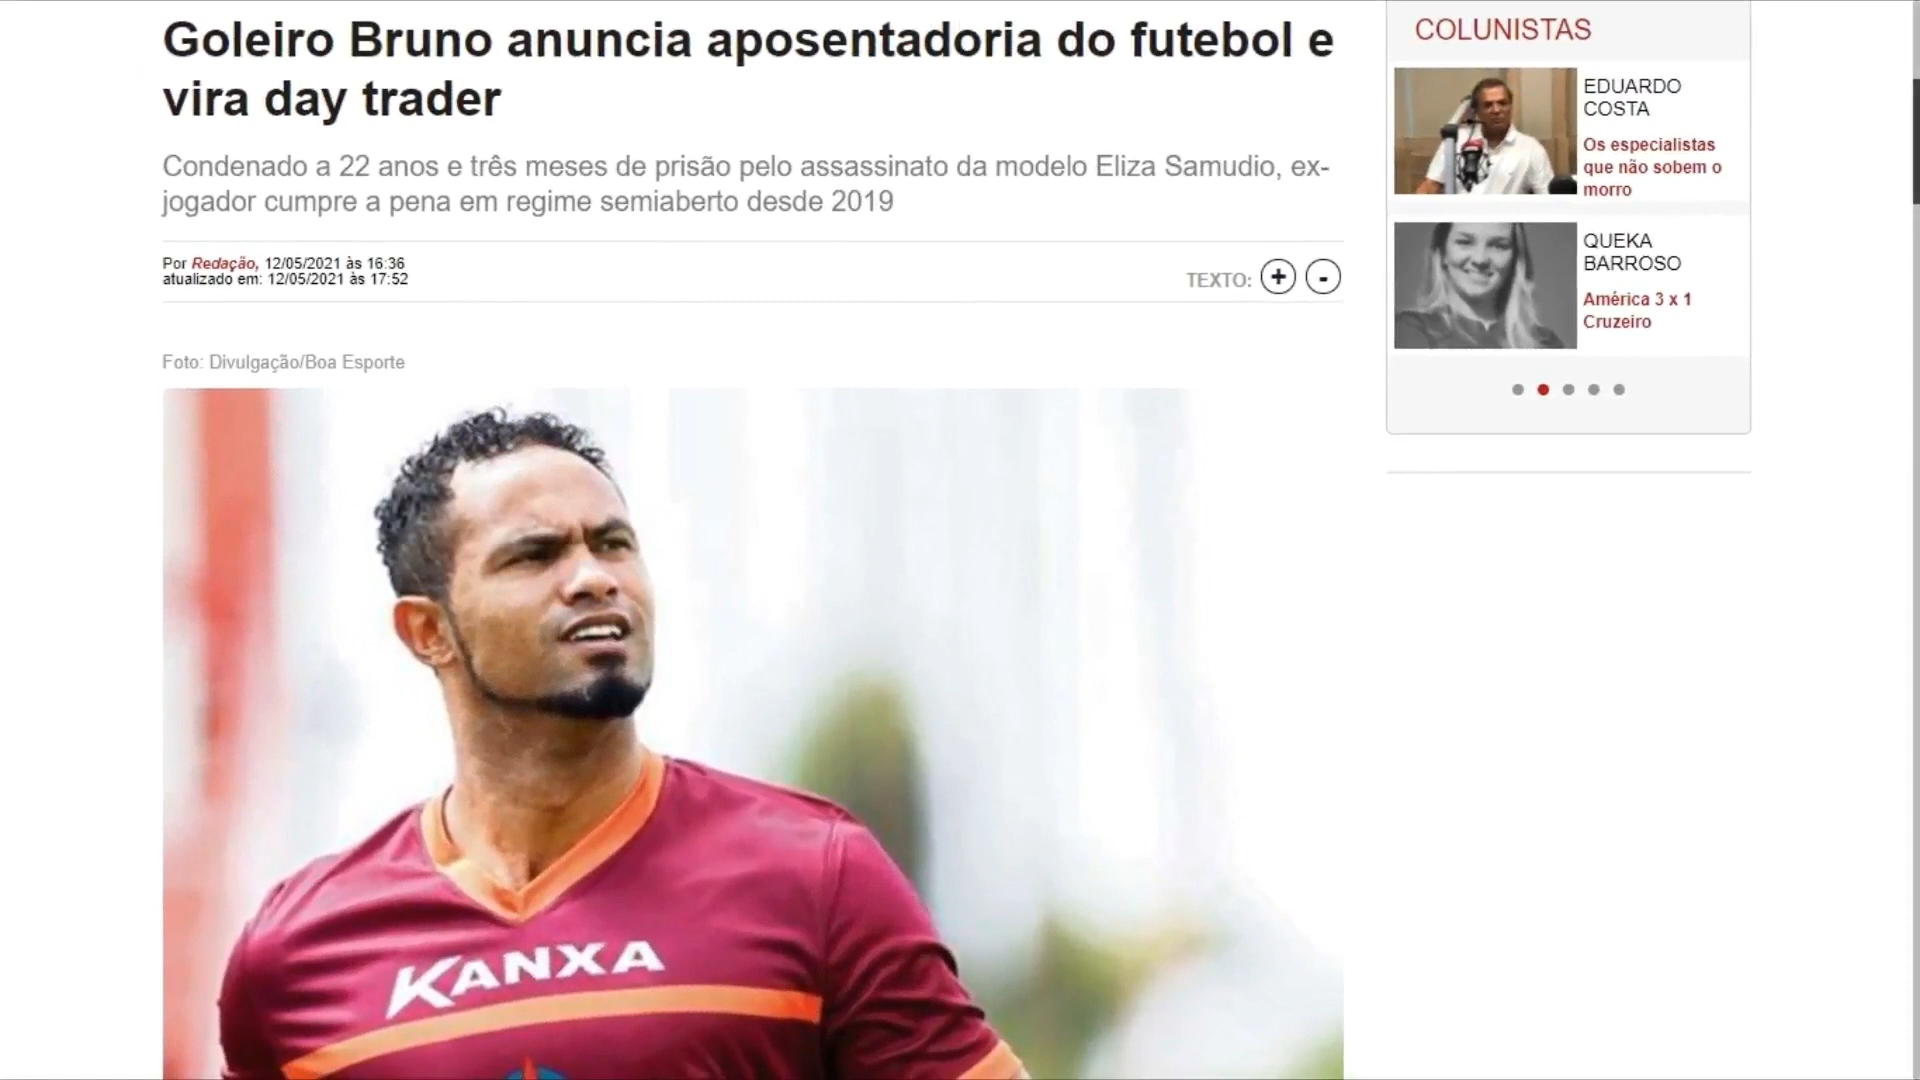 Goleiro Bruno anuncia aposentadoria do futebol e
vira day trader
Condenado a 22 anos e três meses de prisão pelo assassinato da modelo Eliza Samudio, ex-
jogador cumpre a pena em regime semiaberto desde 2019
Por Redação, 12/05/2021 às 16:36
atualizado em: 12/05/2021 às 17:52
TEXTO: + -
Foto: Divulgação/Boa Esporte
KANXA
COLUNISTAS
EDUARDO
COSTA
Os especialistas
que não sobem o
morro
QUEKA
BARROSO
América 3 x 1
Cruzeiro